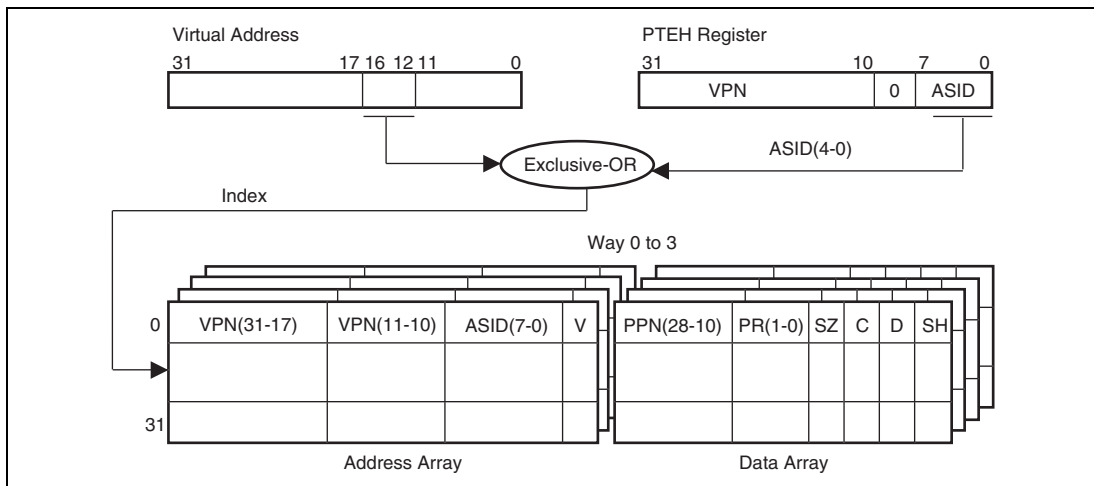 Virtual Address
31 17 16 12 11 0
PTEH Register
31 10 7 0
VPN 0 ASID
Exclusive-OR
ASID(4-0)
Index
Way 0 to 3
0 VPN(31-17) VPN(11-10) ASID(7-0) V PPN(28-10) PR(1-0) SZ C D SH
31
Address Array
Data Array